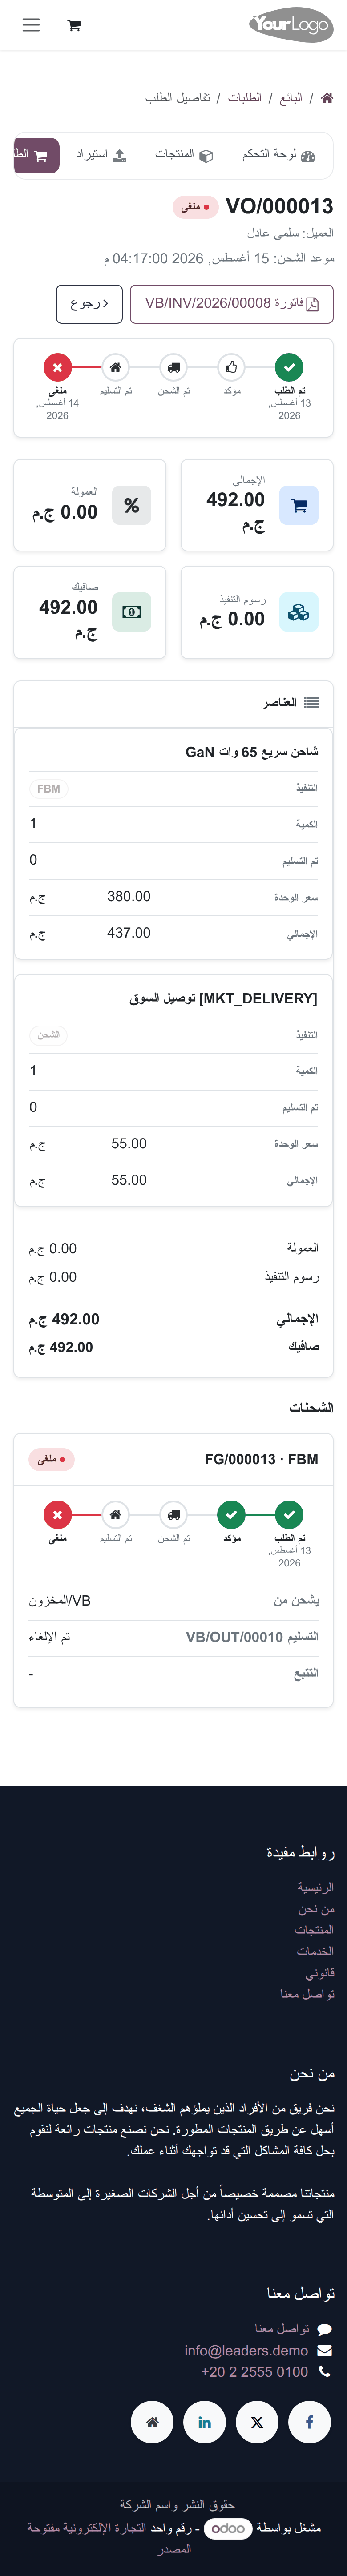 YourLogo
/ البائع / الطلبات / تفاصيل الطلب
لوحة التحكم المنتجات استيراد الطل
VO/000013 ملغى
العميل: سلمى عادل
موعد الشحن: 15 أغسطس, 2026 04:17:00 م
فاتورة VB/INV/2026/00008 رجوع
تم الطلب مؤكد تم الشحن تم التسليم ملغى
13 أغسطس, 2026 14 أغسطس, 2026
الإجمالي
492.00 ج.م
العمولة
0.00 ج.م
رسوم التنفيذ
0.00 ج.م
صافيك
492.00 ج.م
العناصر
شاحن سريع 65 وات GaN
التنفيذ FBM
الكمية 1
تم التسليم 0
سعر الوحدة 380.00 ج.م
الإجمالي 437.00 ج.م
[MKT_DELIVERY] توصيل السوق
التنفيذ الشحن
الكمية 1
تم التسليم 0
سعر الوحدة 55.00 ج.م
الإجمالي 55.00 ج.م
العمولة 0.00 ج.م
رسوم التنفيذ 0.00 ج.م
الإجمالي 492.00 ج.م
صافيك 492.00 ج.م
الشحنات
FG/000013 · FBM ملغى
تم الطلب مؤكد تم الشحن تم التسليم ملغى
13 أغسطس, 2026
يشحن من VB/المخزون
التسليم VB/OUT/00010 تم الإلغاء
التتبع -
روابط مفيدة
الرئيسية
من نحن
المنتجات
الخدمات
قانوني
تواصل معنا
من نحن
نحن فريق من الأفراد الذين يملؤهم الشغف، نهدف إلى جعل حياة الجميع
أسهل عن طريق المنتجات المطورة. نحن نصنع منتجات رائعة لنقوم
بحل كافة المشاكل التي قد تواجهك أثناء عملك.
منتجاتنا مصممة خصيصاً من أجل الشركات الصغيرة إلى المتوسطة
التي تسمو إلى تحسين أدائها.
تواصل معنا
تواصل معنا
info@leaders.demo
+20 2 2555 0100
حقوق النشر واسم الشركة
مشغل بواسطة odoo - رقم واحد التجارة الإلكترونية مفتوحة
المصدر